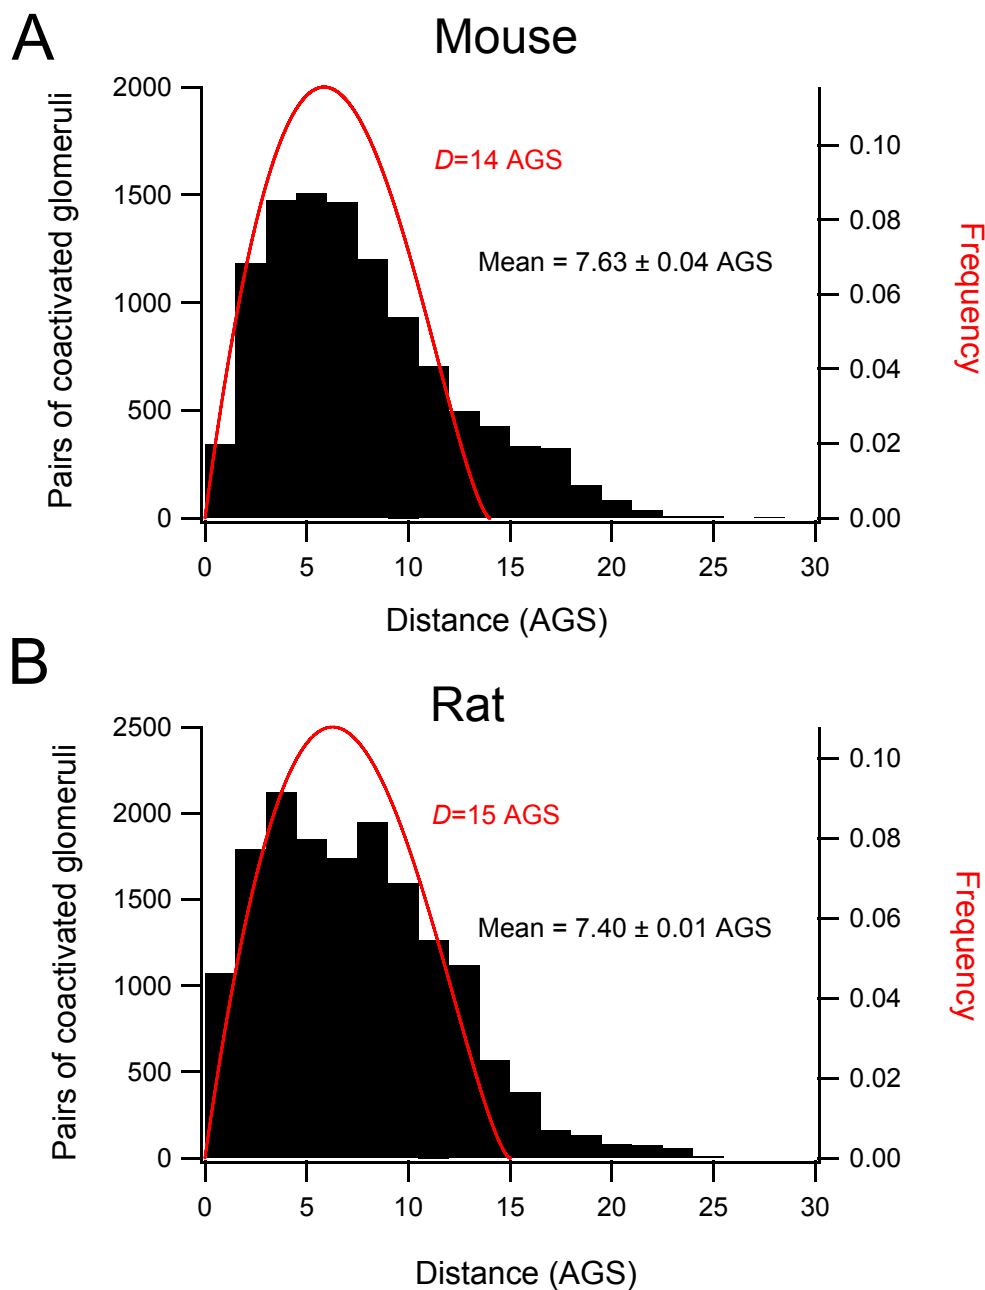 A
Mouse
Pairs of coactivated glomeruli
2000
1500
1000
500
0
D=14 AGS
Mean = 7.63 ± 0.04 AGS
0.10
0.08
0.06
0.04
0.02
0.00
Frequency
0 5 10 15 20 25 30
Distance (AGS)
B
Rat
Pairs of coactivated glomeruli
2500
2000
1500
1000
500
0
D=15 AGS
Mean = 7.40 ± 0.01 AGS
0.10
0.08
0.06
0.04
0.02
0.00
Frequency
0 5 10 15 20 25 30
Distance (AGS)